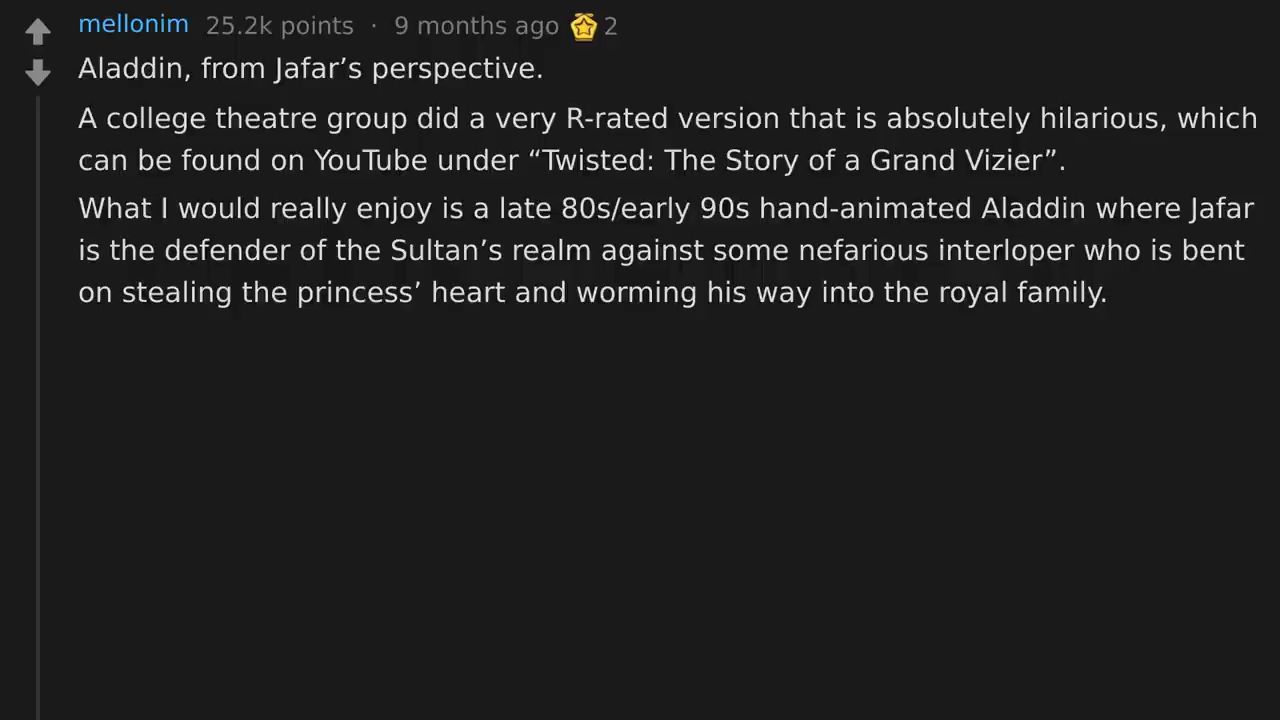 mellonim 25.2k points · 9 months ago 2
Aladdin, from Jafar’s perspective.
A college theatre group did a very R-rated version that is absolutely hilarious, which
can be found on YouTube under “Twisted: The Story of a Grand Vizier”.
What I would really enjoy is a late 80s/early 90s hand-animated Aladdin where Jafar
is the defender of the Sultan’s realm against some nefarious interloper who is bent
on stealing the princess’ heart and worming his way into the royal family.